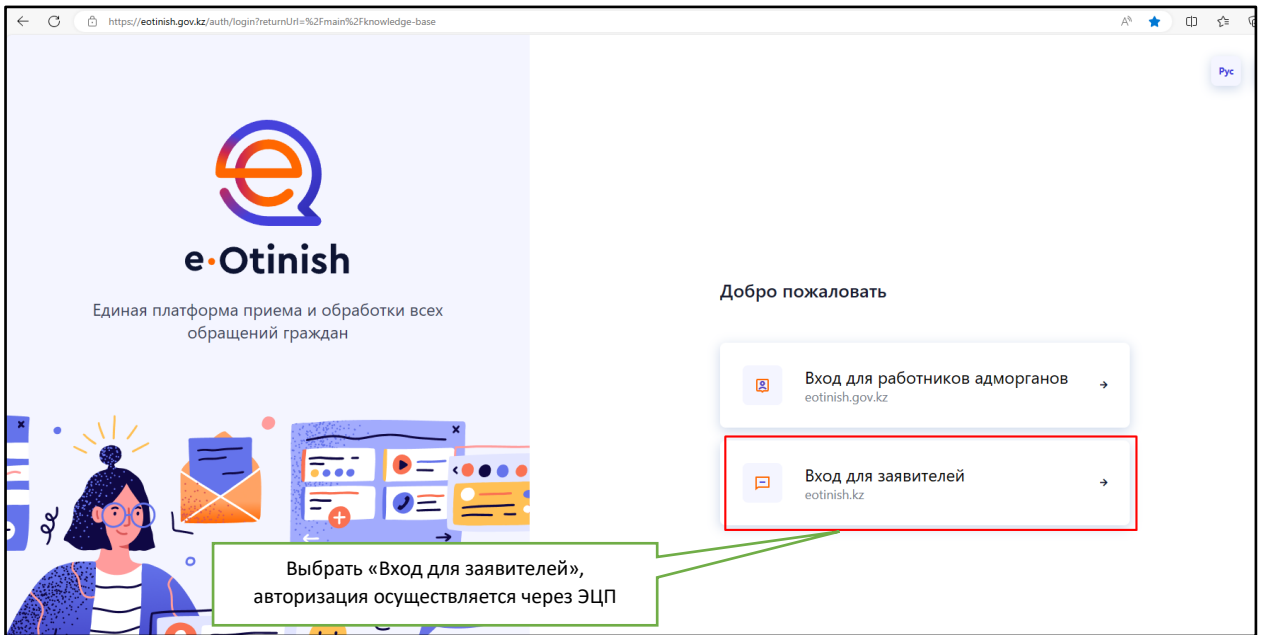 https://eotinish.gov.kz/auth/login?returnUrl=%2Fmain%2Fknowledge-base
Рус
e·Otinish
Единая платформа приема и обработки всех
обращений граждан
Добро пожаловать
Вход для работников адморганов
eotinish.gov.kz
Вход для заявителей
eotinish.kz
Выбрать «Вход для заявителей»,
авторизация осуществляется через ЭЦП